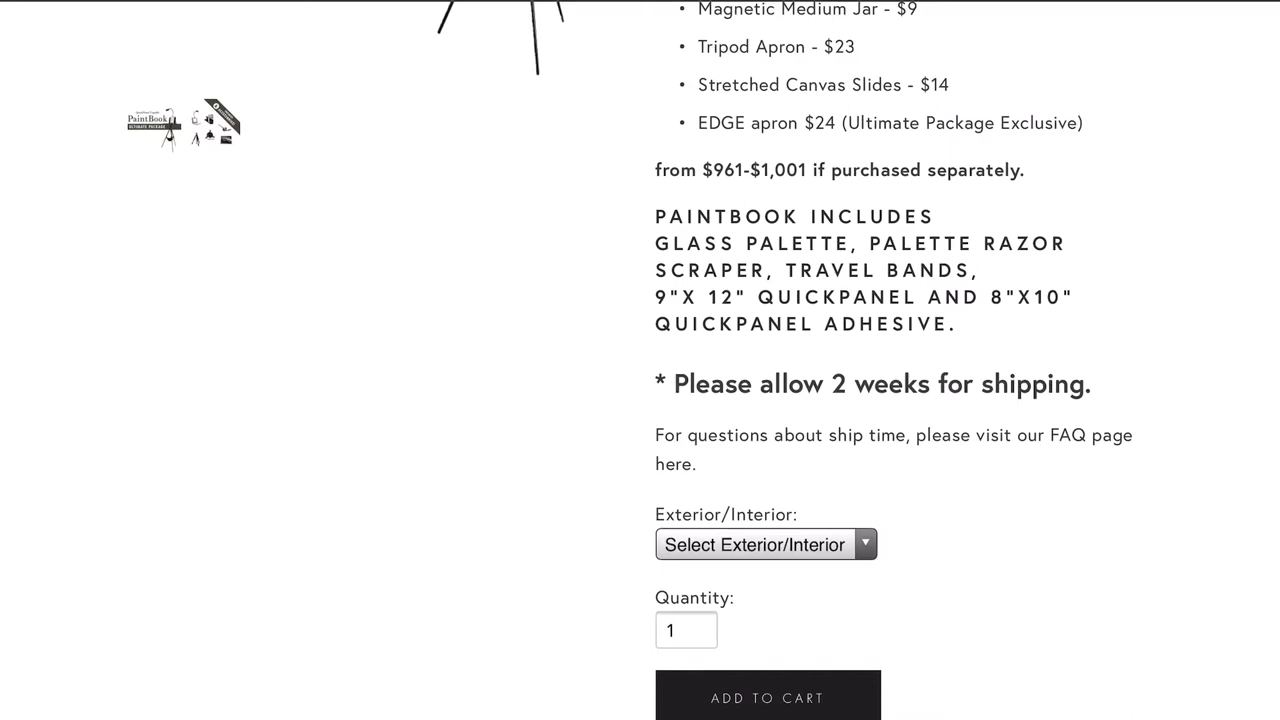 • Magnetic Medium Jar - $9
• Tripod Apron - $23
• Stretched Canvas Slides - $14
• EDGE apron $24 (Ultimate Package Exclusive)
PaintBook
ULTIMATE PACKAGE
from $961-$1,001 if purchased separately.
PAINTBOOK INCLUDES
GLASS PALETTE, PALETTE RAZOR
SCRAPER, TRAVEL BANDS,
9"X 12" QUICKPANEL AND 8"X10"
QUICKPANEL ADHESIVE.
* Please allow 2 weeks for shipping.
For questions about ship time, please visit our FAQ page
here.
Exterior/Interior:
Select Exterior/Interior
Quantity:
1
ADD TO CART